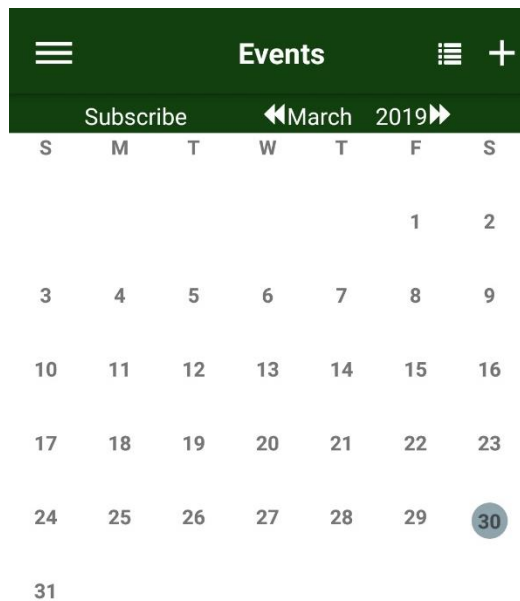 Events
Subscribe March 2019
S M T W T F S
1 2
3 4 5 6 7 8 9
10 11 12 13 14 15 16
17 18 19 20 21 22 23
24 25 26 27 28 29 30
31